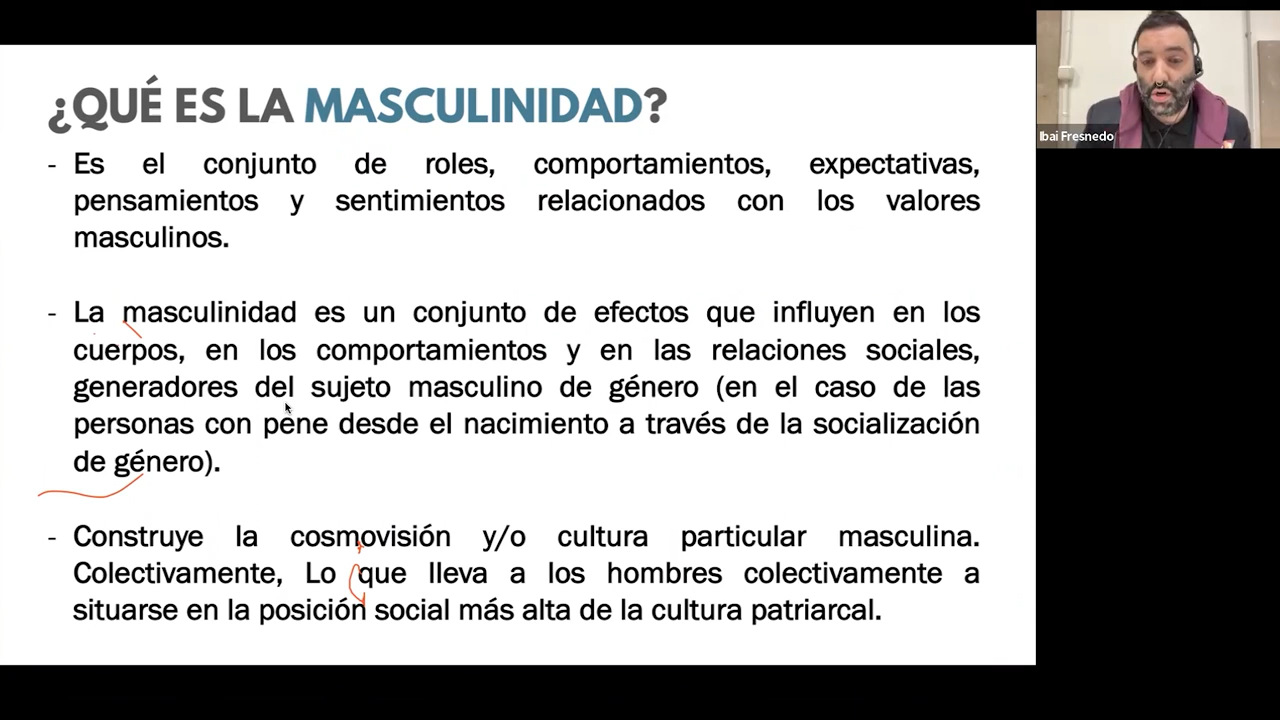 ¿QUÉ ES LA MASCULINIDAD?
- Es el conjunto de roles, comportamientos, expectativas,
pensamientos y sentimientos relacionados con los valores
masculinos.
- La masculinidad es un conjunto de efectos que influyen en los
cuerpos, en los comportamientos y en las relaciones sociales,
generadores del sujeto masculino de género (en el caso de las
personas con pene desde el nacimiento a través de la socialización
de género).
- Construye la cosmovisión y/o cultura particular masculina.
Colectivamente, Lo que lleva a los hombres colectivamente a
situarse en la posición social más alta de la cultura patriarcal.
Ibai Fresnedo